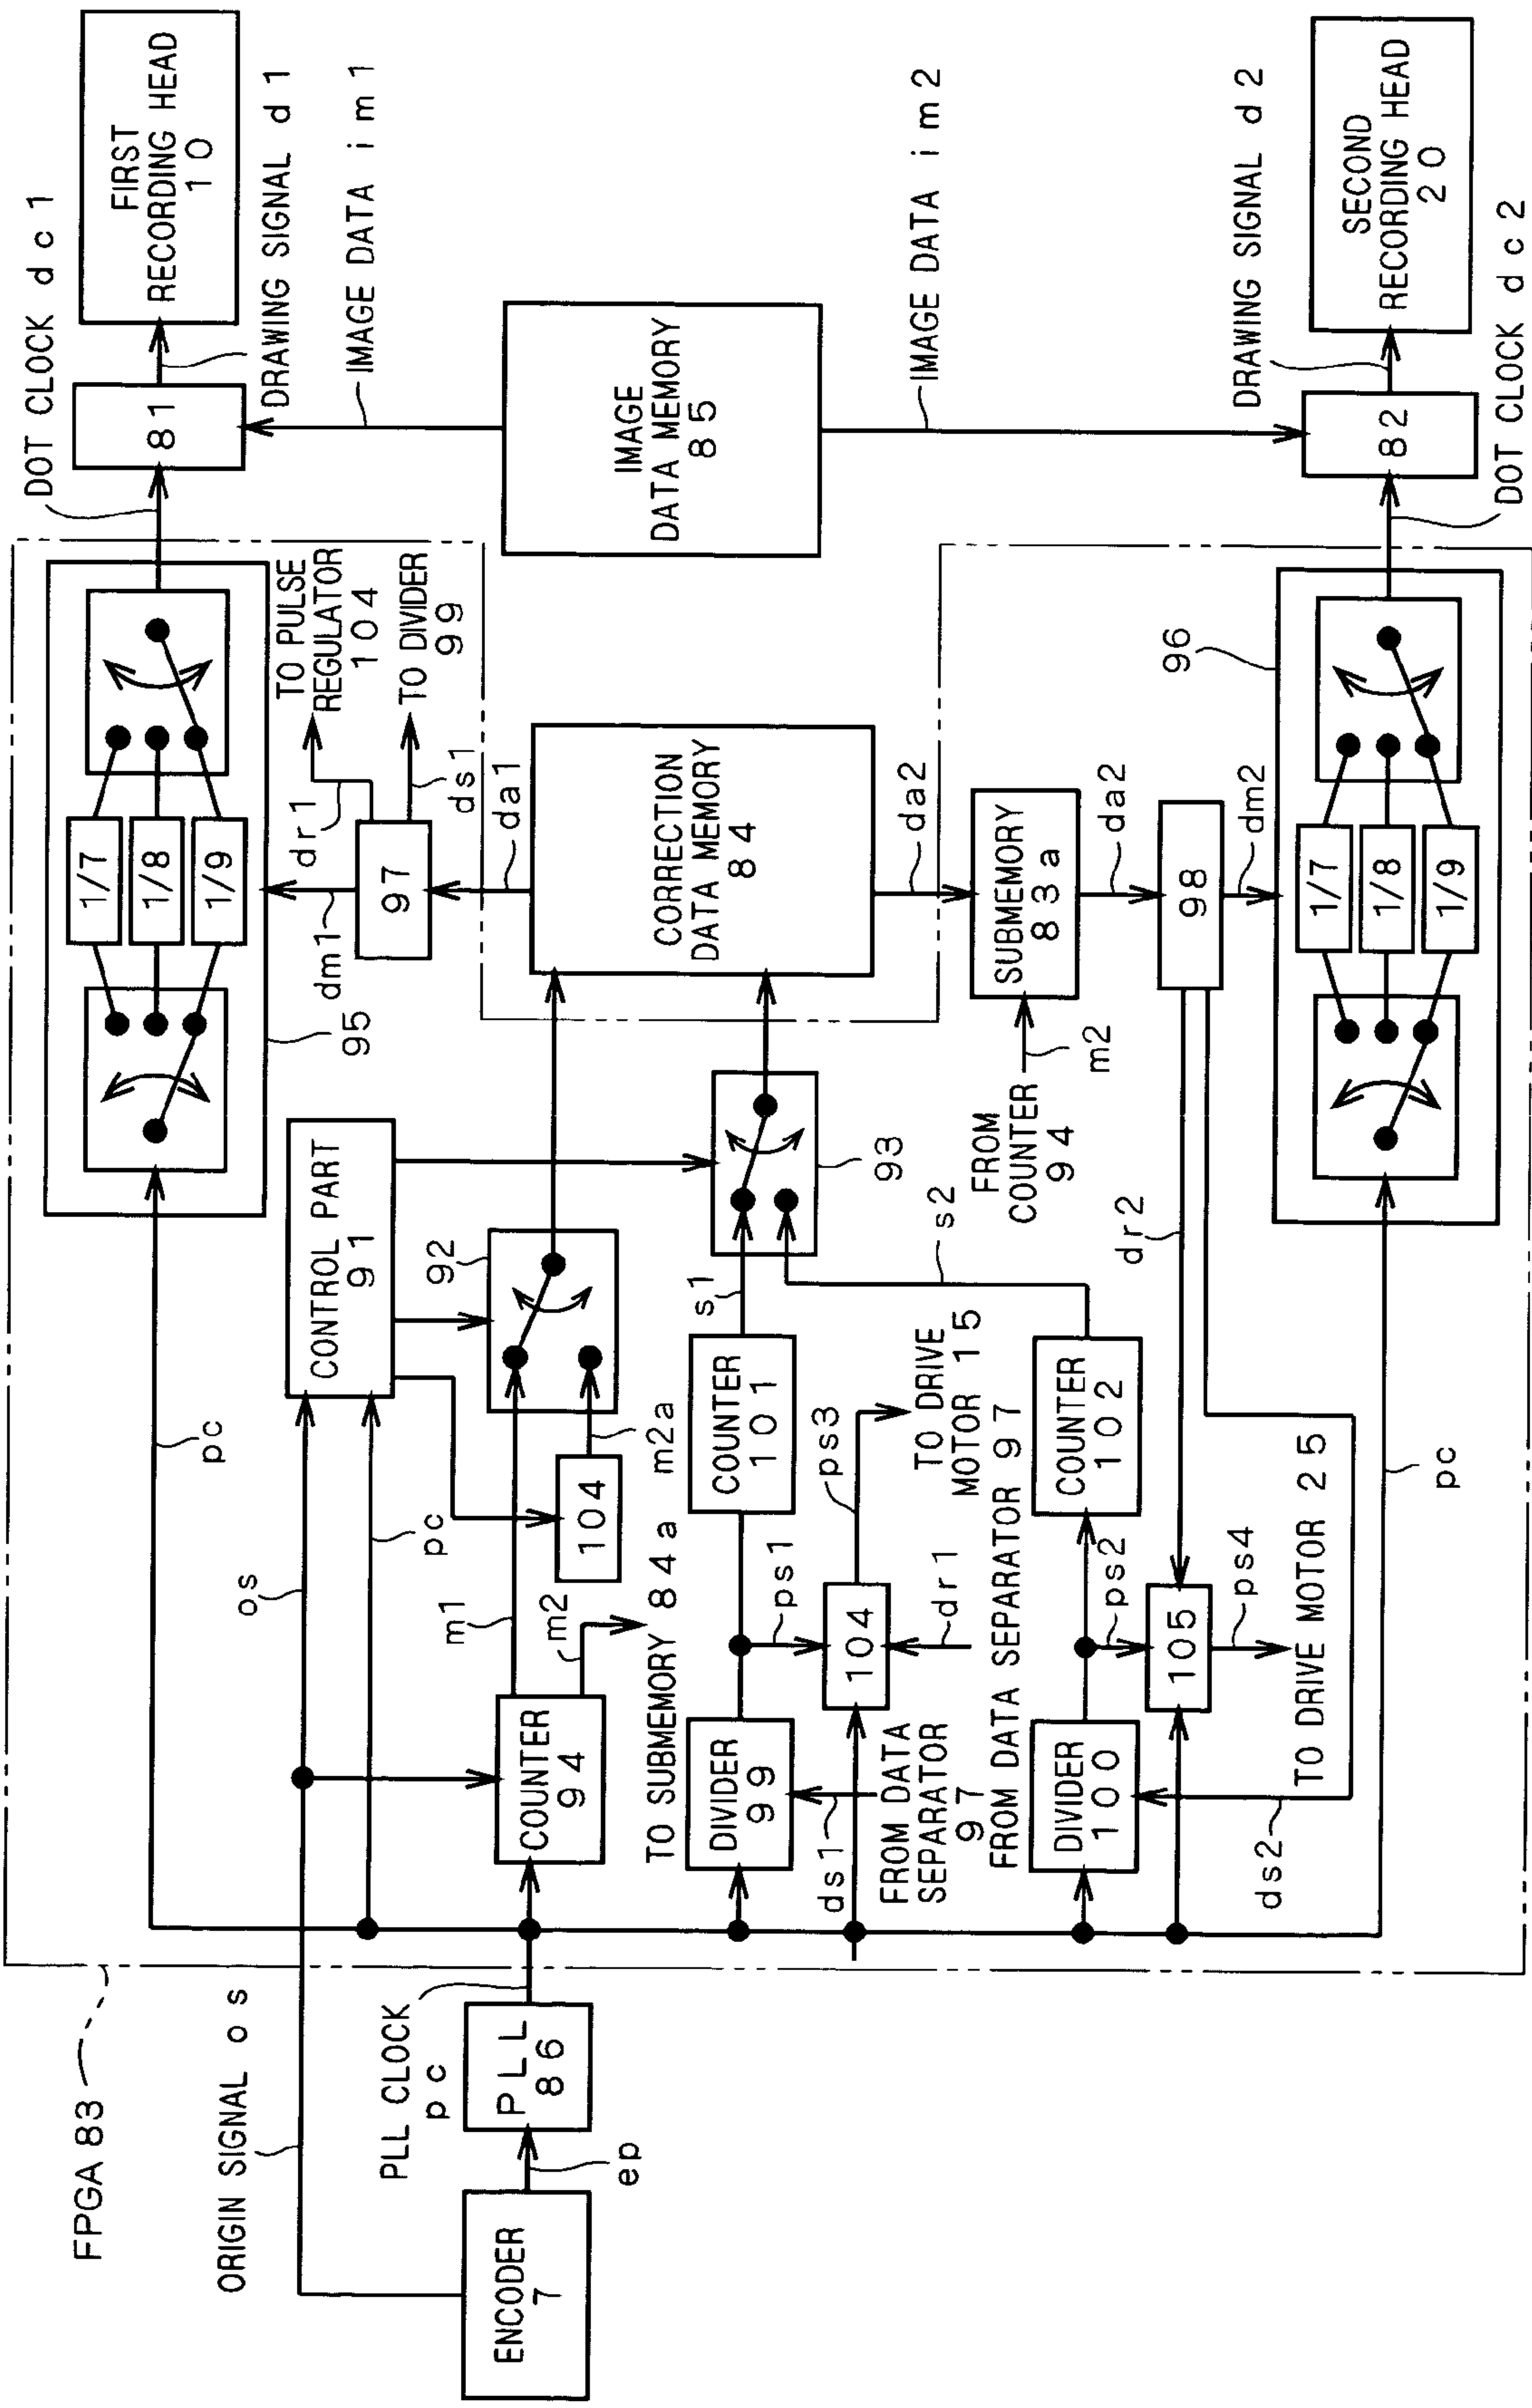 FPGA 83
ORIGIN SIGNAL o s
ENCODER
7
ep
PLL CLOCK
p c
PLL
86
os
pc
pc
COUNTER
94
m1
m2
TO SUBMEMORY 84a
CONTROL PART
91
92
104
m2a
DIVIDER
99
ds1
FROM DATA
SEPARATOR
97
COUNTER
101
s1
ps1
104
dr1
FROM DATA SEPARATOR 97
ps3
TO DRIVE
MOTOR 15
93
s2
DIVIDER
100
ds2
COUNTER
102
ps2
105
ps4
TO DRIVE MOTOR 25
dr2
pc
95
1/7
1/8
1/9
dm1
97
dr1
TO PULSE
REGULATOR
104
ds1
TO DIVIDER
99
da1
CORRECTION
DATA MEMORY
84
da2
SUBMEMORY
83a
FROM
COUNTER
94
m2
da2
98
dm2
96
1/7
1/8
1/9
DOT CLOCK dc1
81
DRAWING SIGNAL d1
FIRST
RECORDING HEAD
10
IMAGE DATA im1
IMAGE
DATA MEMORY
85
IMAGE DATA im2
DRAWING SIGNAL d2
82
SECOND
RECORDING HEAD
20
DOT CLOCK dc2